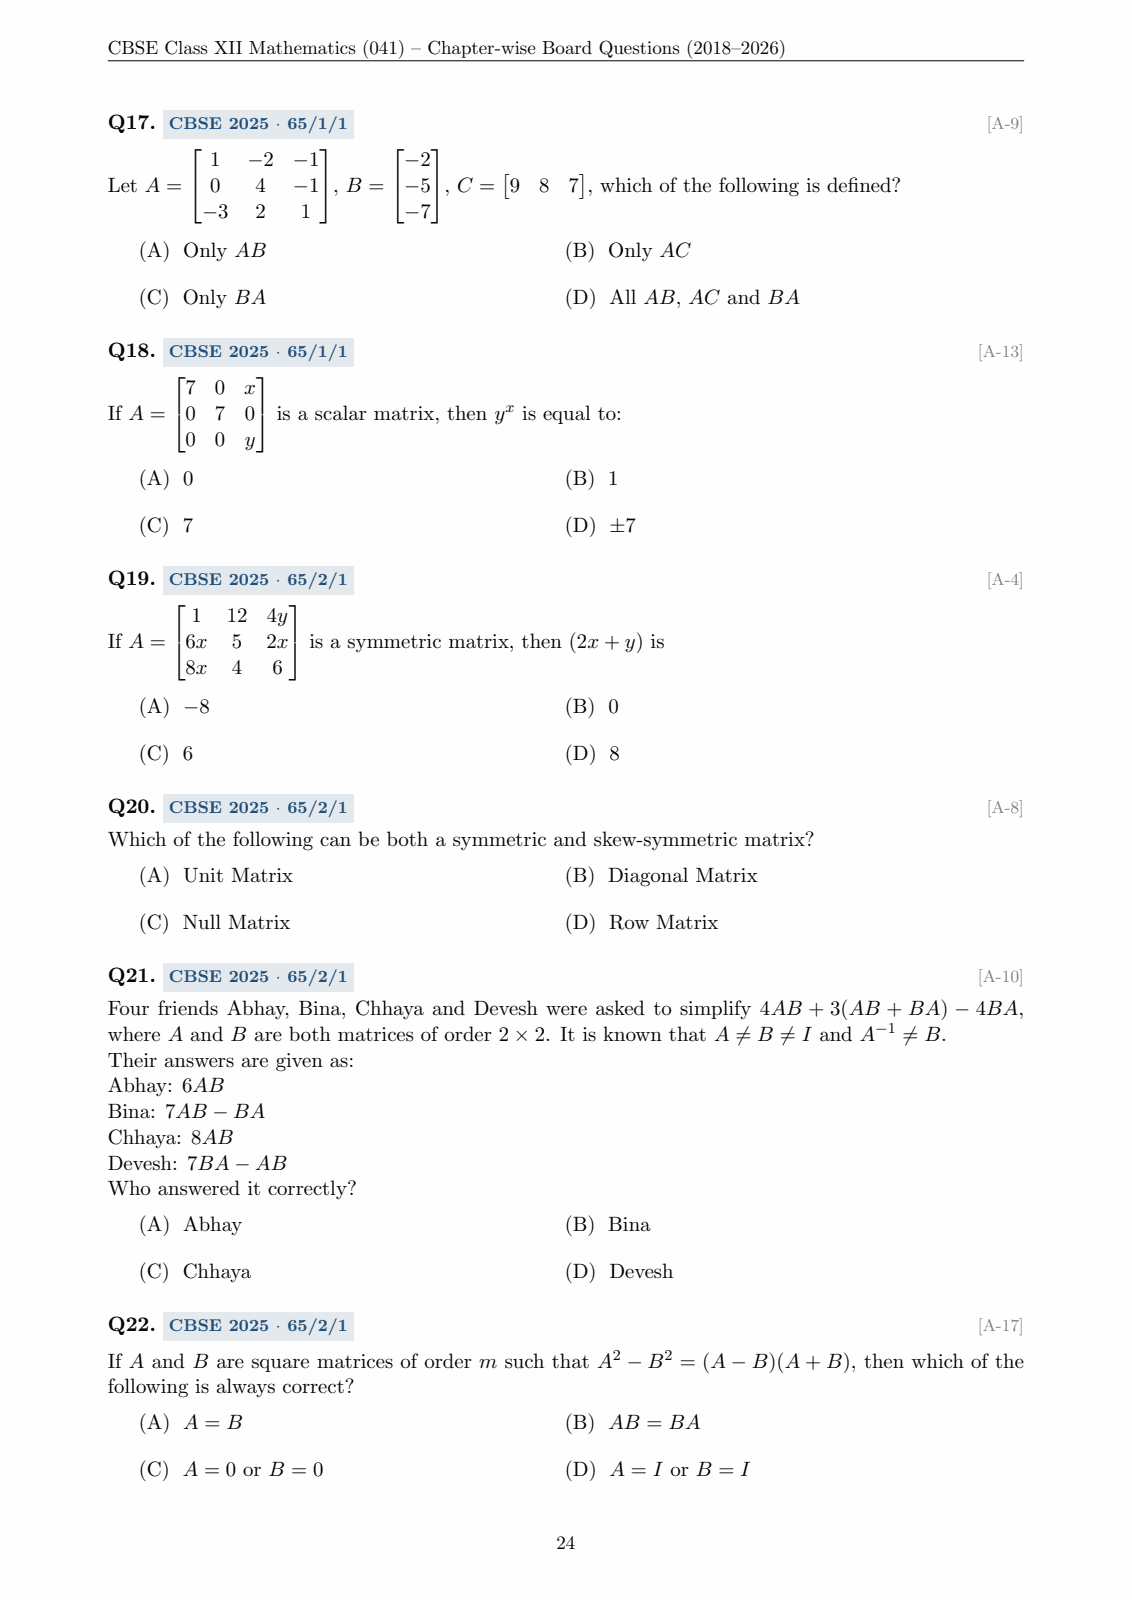 CBSE Class XII Mathematics (041) – Chapter-wise Board Questions (2018–2026)
Q17. CBSE 2025 · 65/1/1 [A-9]
Let A = [1 −2 −1; 0 4 −1; −3 2 1], B = [−2; −5; −7], C = [9 8 7], which of the following is defined?
(A) Only AB (B) Only AC
(C) Only BA (D) All AB, AC and BA
Q18. CBSE 2025 · 65/1/1 [A-13]
If A = [7 0 x; 0 7 0; 0 0 y] is a scalar matrix, then y^x is equal to:
(A) 0 (B) 1
(C) 7 (D) ±7
Q19. CBSE 2025 · 65/2/1 [A-4]
If A = [1 12 4y; 6x 5 2x; 8x 4 6] is a symmetric matrix, then (2x + y) is
(A) −8 (B) 0
(C) 6 (D) 8
Q20. CBSE 2025 · 65/2/1 [A-8]
Which of the following can be both a symmetric and skew-symmetric matrix?
(A) Unit Matrix (B) Diagonal Matrix
(C) Null Matrix (D) Row Matrix
Q21. CBSE 2025 · 65/2/1 [A-10]
Four friends Abhay, Bina, Chhaya and Devesh were asked to simplify 4AB + 3(AB + BA) − 4BA,
where A and B are both matrices of order 2 × 2. It is known that A ≠ B ≠ I and A⁻¹ ≠ B.
Their answers are given as:
Abhay: 6AB
Bina: 7AB − BA
Chhaya: 8AB
Devesh: 7BA − AB
Who answered it correctly?
(A) Abhay (B) Bina
(C) Chhaya (D) Devesh
Q22. CBSE 2025 · 65/2/1 [A-17]
If A and B are square matrices of order m such that A² − B² = (A − B)(A + B), then which of the
following is always correct?
(A) A = B (B) AB = BA
(C) A = 0 or B = 0 (D) A = I or B = I
24